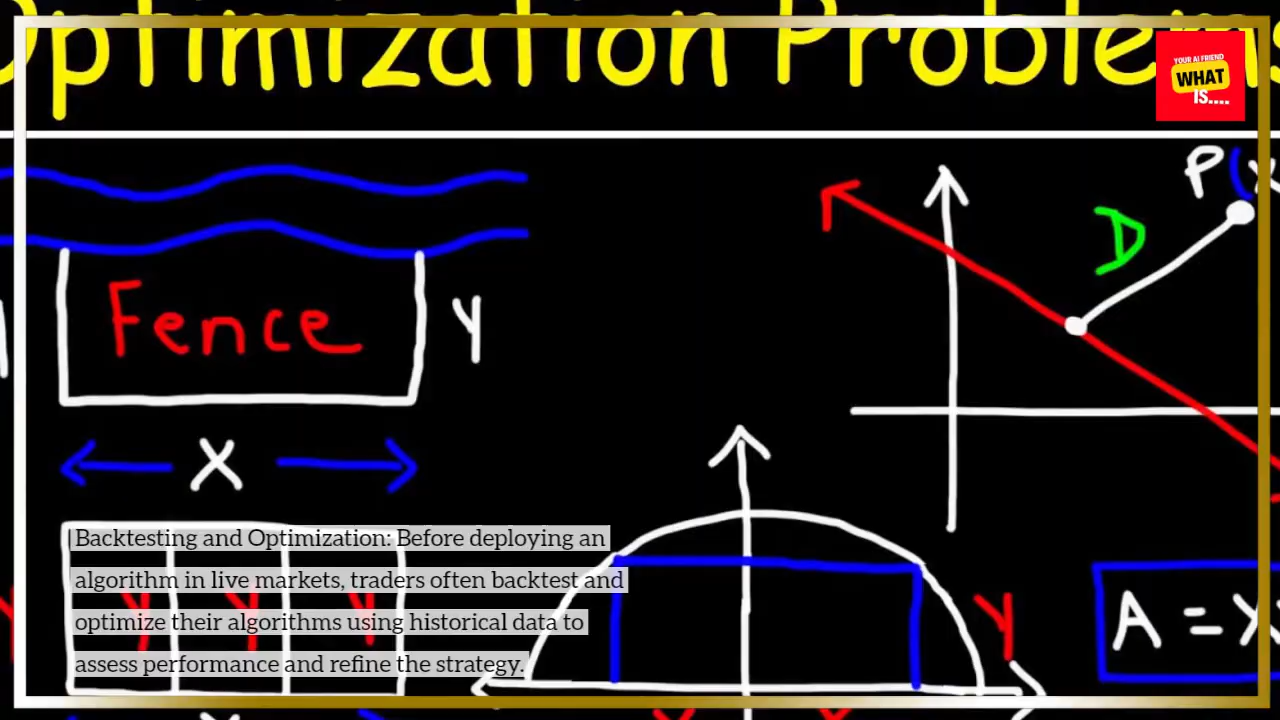 Optimization Problems
YOUR AI FRIEND
WHAT
IS....
P(x
D
Fence
y
x
Backtesting and Optimization: Before deploying an
algorithm in live markets, traders often backtest and
optimize their algorithms using historical data to
assess performance and refine the strategy.
y y y y
y
A = x